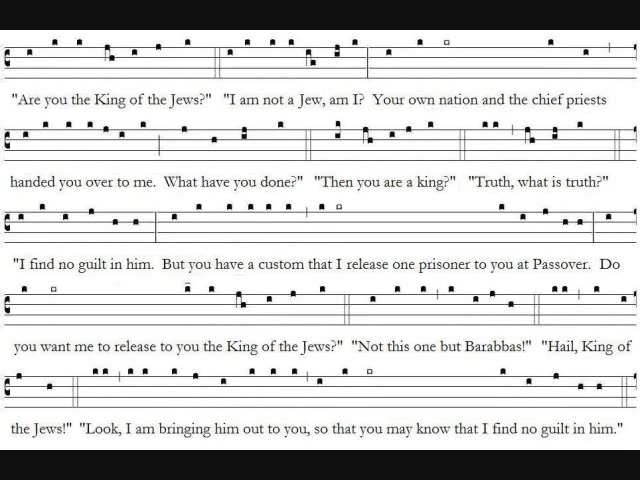 "Are you the King of the Jews?" "I am not a Jew, am I? Your own nation and the chief priests
handed you over to me. What have you done?" "Then you are a king?" "Truth, what is truth?"
"I find no guilt in him. But you have a custom that I release one prisoner to you at Passover. Do
you want me to release to you the King of the Jews?" "Not this one but Barabbas!" "Hail, King of
the Jews!" "Look, I am bringing him out to you, so that you may know that I find no guilt in him."